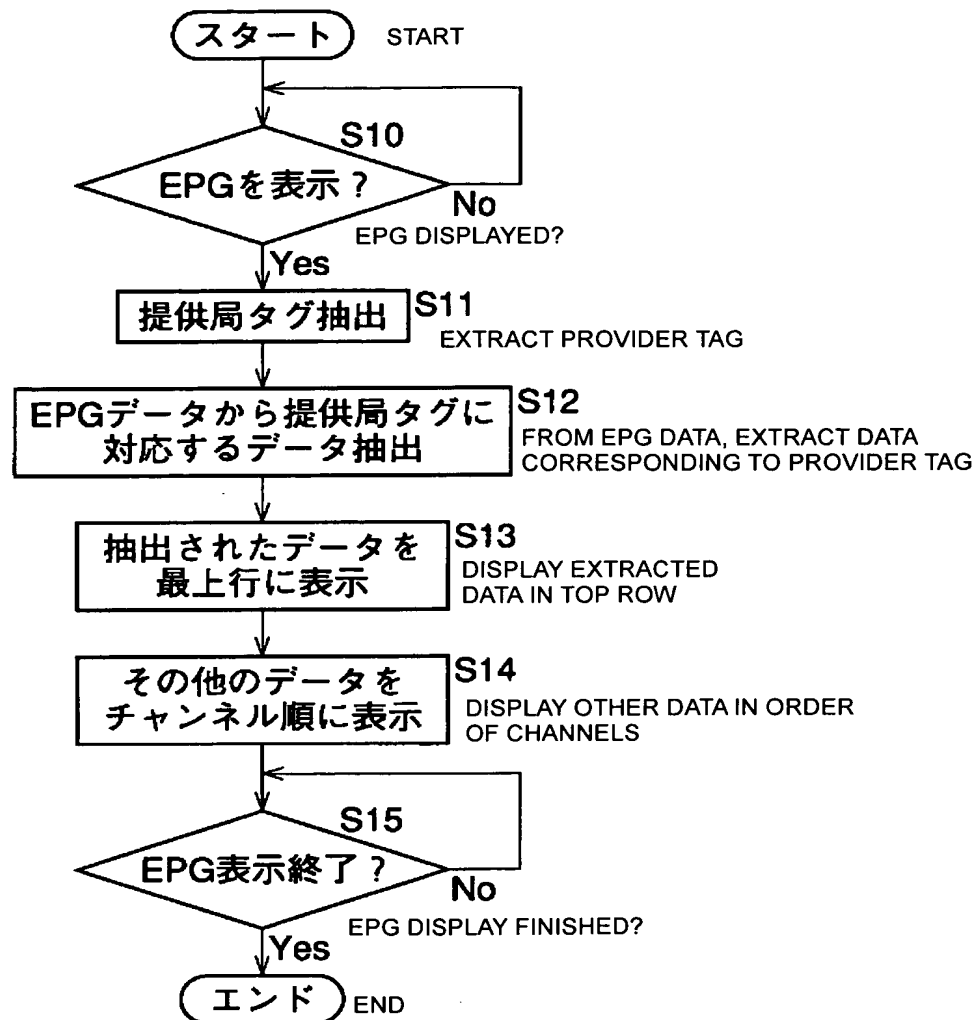 スタート
START
S10
EPGを表示?
No
EPG DISPLAYED?
Yes
提供局タグ抽出
S11
EXTRACT PROVIDER TAG
EPGデータから提供局タグに
対応するデータ抽出
S12
FROM EPG DATA, EXTRACT DATA
CORRESPONDING TO PROVIDER TAG
抽出されたデータを
最上行に表示
S13
DISPLAY EXTRACTED
DATA IN TOP ROW
その他のデータを
チャンネル順に表示
S14
DISPLAY OTHER DATA IN ORDER
OF CHANNELS
S15
EPG表示終了?
No
EPG DISPLAY FINISHED?
Yes
エンド
END